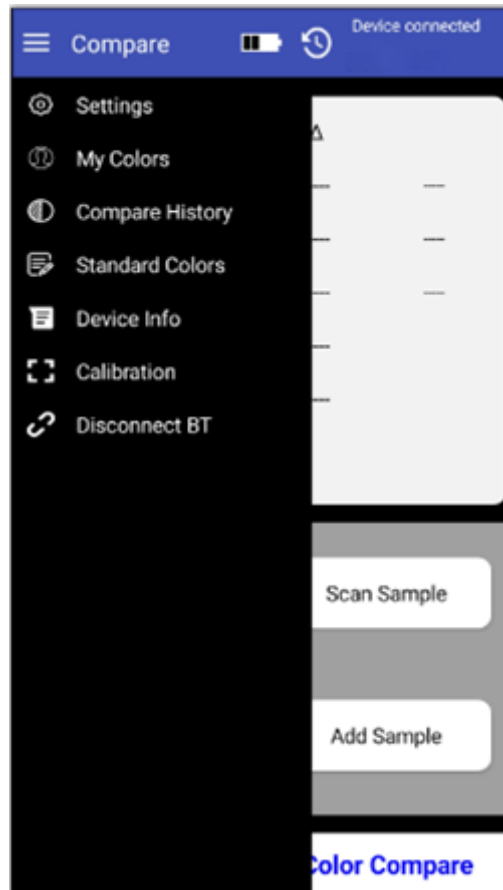 Compare
Device connected
Settings
My Colors
Compare History
Standard Colors
Device Info
Calibration
Disconnect BT
Δ
---- ----
---- ----
---- ----
----
----
Scan Sample
Add Sample
Color Compare